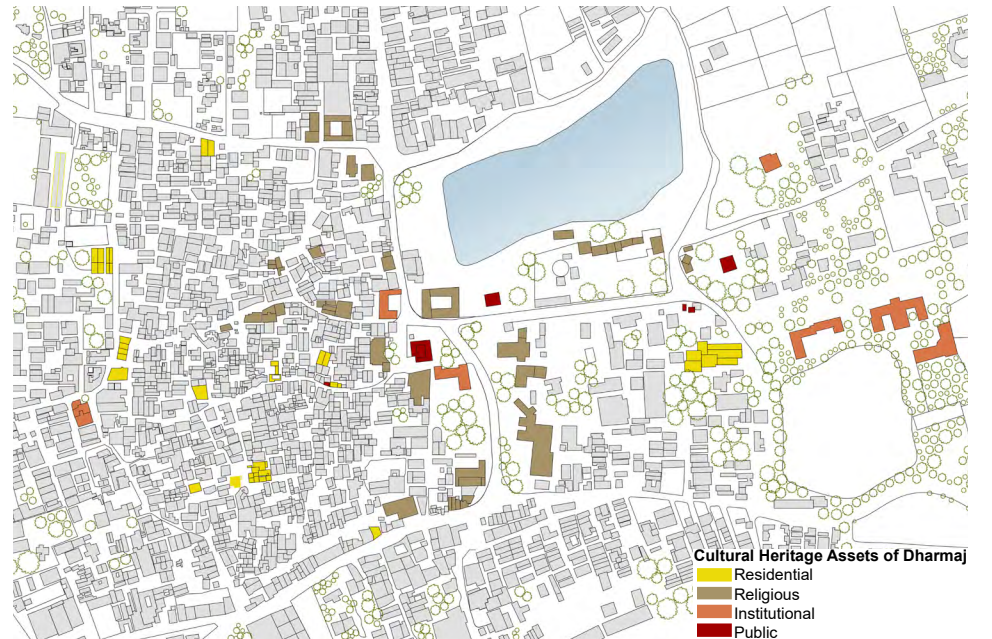 Cultural Heritage Assets of Dharmaj
Residential
Religious
Institutional
Public